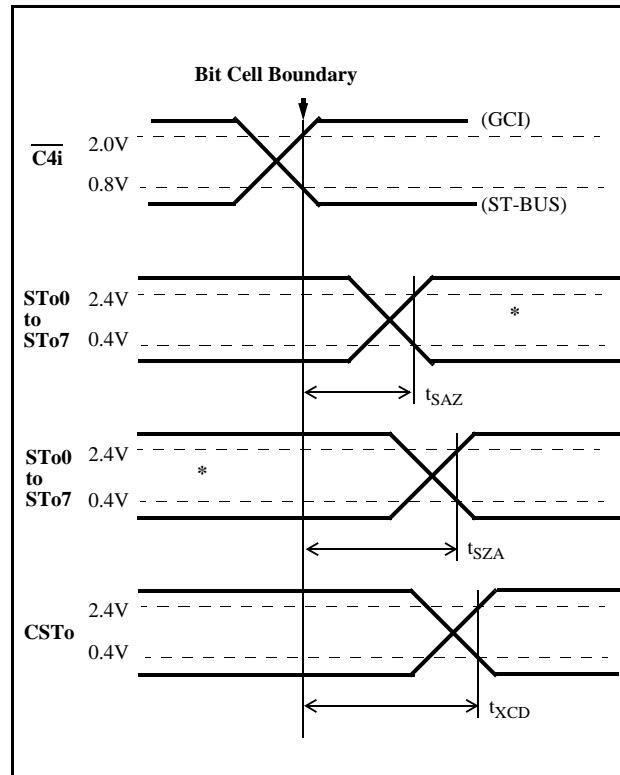 Bit Cell Boundary
C4i
2.0V
0.8V
(GCI)
(ST-BUS)
STo0
to
STo7
2.4V
0.4V
*
tSAZ
STo0
to
STo7
2.4V
0.4V
*
tSZA
CSTo
2.4V
0.4V
tXCD